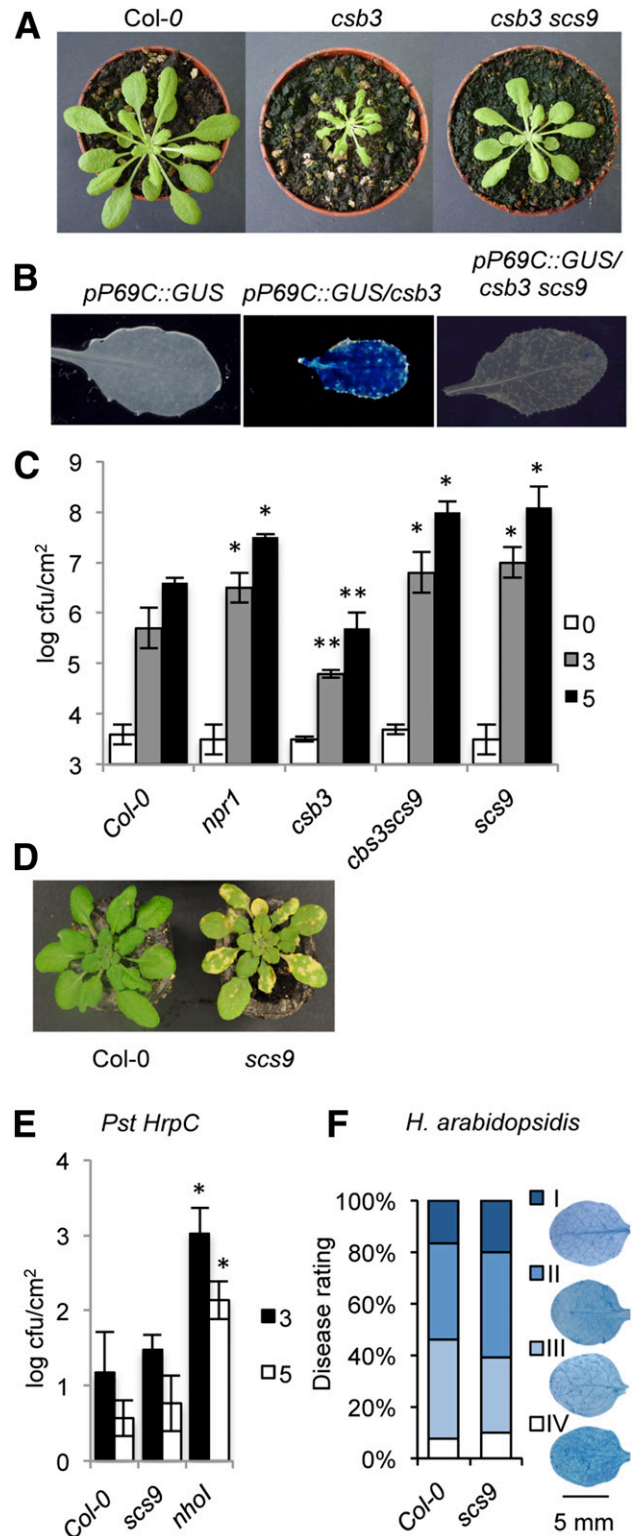 A
Col-0 csb3 csb3 scs9
B
pP69C::GUS pP69C::GUS/csb3 pP69C::GUS/
csb3 scs9
C
log cfu/cm2
9
8
7
6
5
4
3
* * ** ** * * * *
0
3
5
Col-0 npr1 csb3 cbs3scs9 scs9
D
Col-0 scs9
E
Pst HrpC
log cfu/cm2
4
3
2
1
0
* *
3
5
Col-0 scs9 nhoI
F
H. arabidopsidis
Disease rating
100%
80%
60%
40%
20%
0%
I
II
III
IV
Col-0 scs9
5 mm